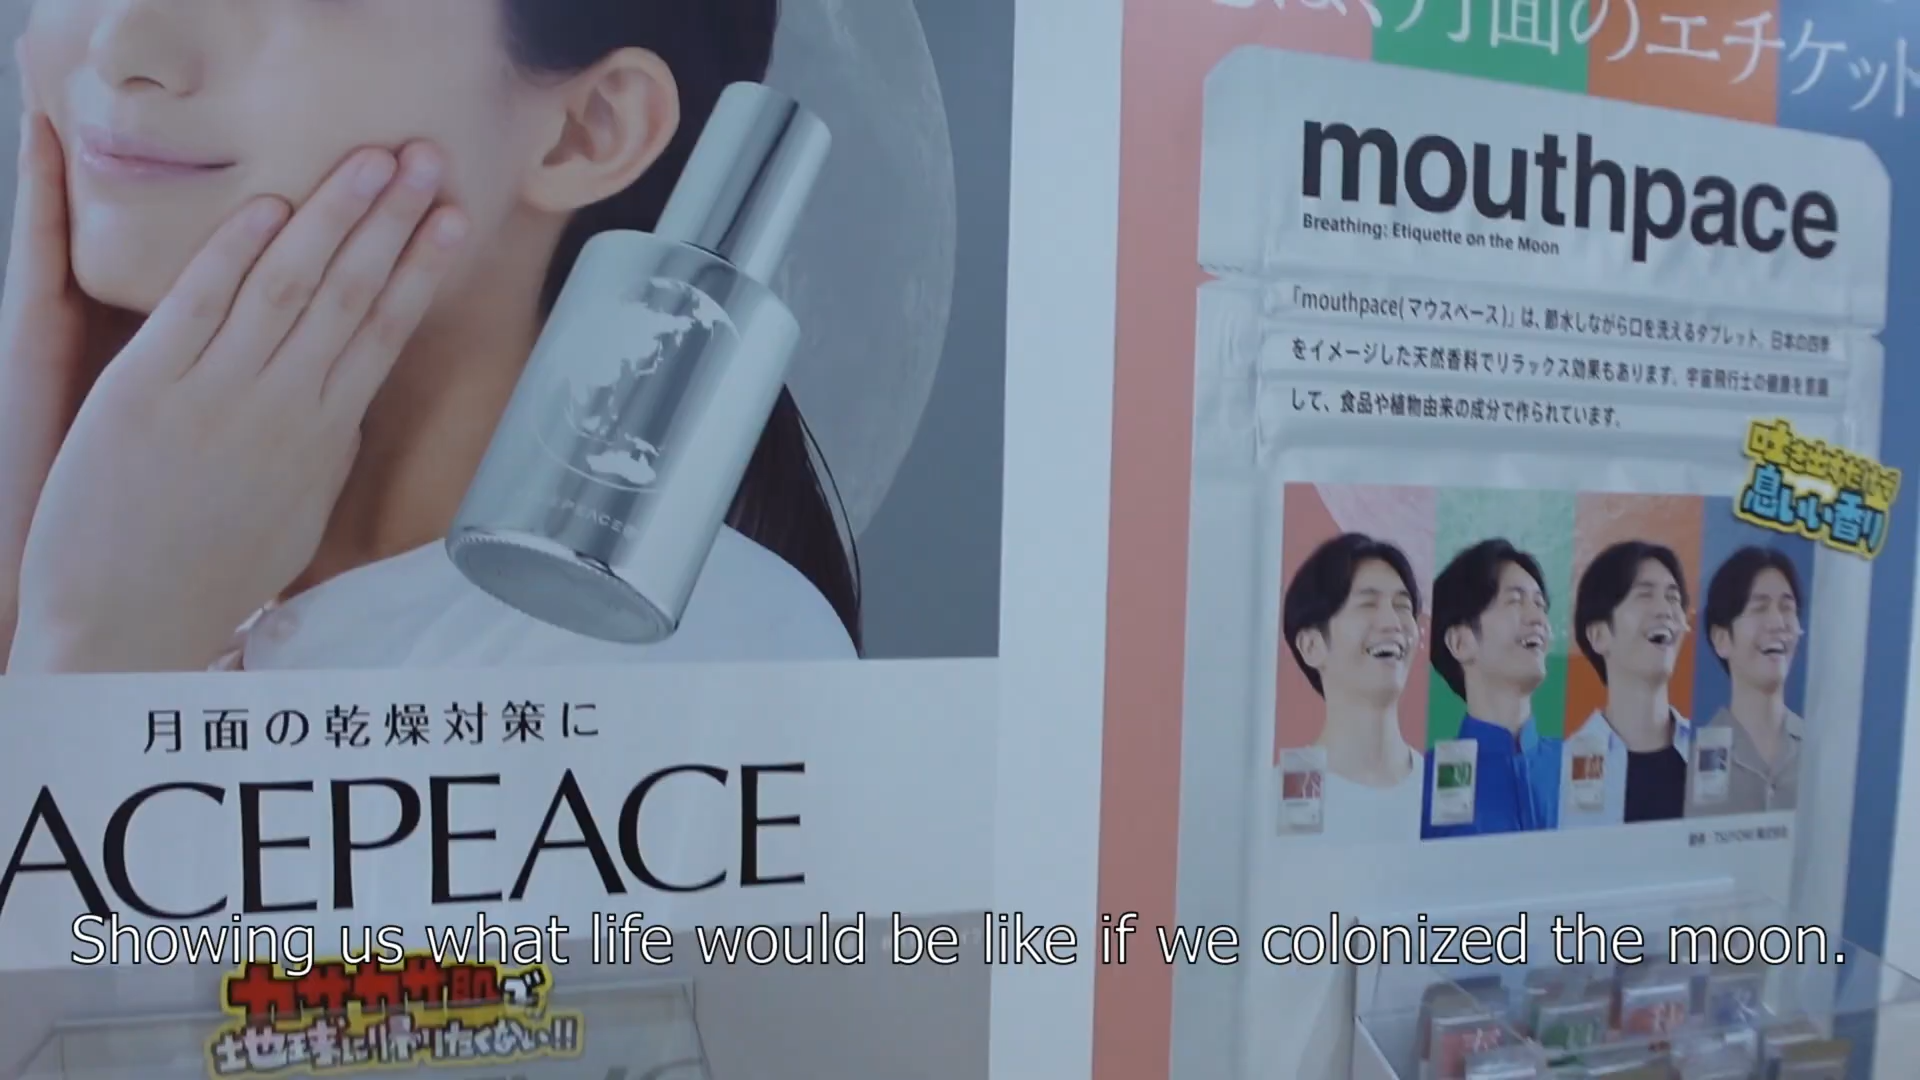 月面の乾燥対策に
ACEPEACE
カサカサ肌で
地球に帰りたくない!!
月面のエチケット
mouthpace
Breathing: Etiquette on the Moon
「mouthpace(マウスペース)」は、節水しながら口を洗えるタブレット。日本の四季
をイメージした天然香料でリラックス効果もあります。宇宙飛行士の健康を意識
して、食品や植物由来の成分で作られています。
吐き出すだけで
息いい香り
Showing us what life would be like if we colonized the moon.